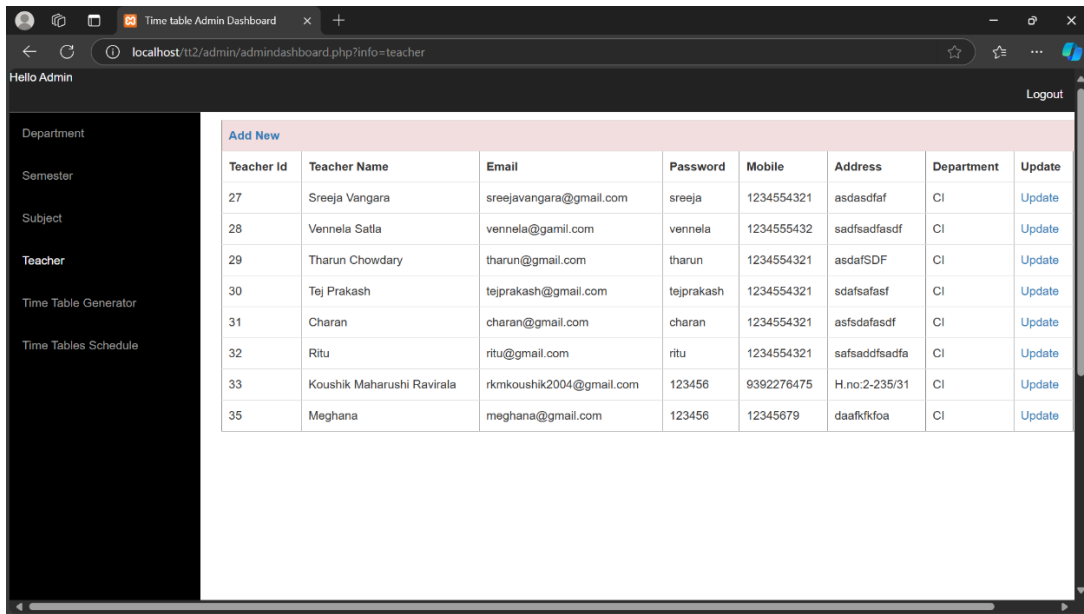 Time table Admin Dashboard
localhost/tt2/admin/admindashboard.php?info=teacher
Hello Admin
Logout
Department
Semester
Subject
Teacher
Time Table Generator
Time Tables Schedule
Add New
Teacher Id Teacher Name Email Password Mobile Address Department Update
27 Sreeja Vangara sreejavangara@gmail.com sreeja 1234554321 asdasdfaf CI Update
28 Vennela Satla vennela@gamil.com vennela 1234555432 sadfsadfasdf CI Update
29 Tharun Chowdary tharun@gmail.com tharun 1234554321 asdafSDF CI Update
30 Tej Prakash tejprakash@gmail.com tejprakash 1234554321 sdafsafasf CI Update
31 Charan charan@gmail.com charan 1234554321 asfsdafasdf CI Update
32 Ritu ritu@gmail.com ritu 1234554321 safsaddfsadfa CI Update
33 Koushik Maharushi Ravirala rkmkoushik2004@gmail.com 123456 9392276475 H.no:2-235/31 CI Update
35 Meghana meghana@gmail.com 123456 12345679 daafkfkfoa CI Update